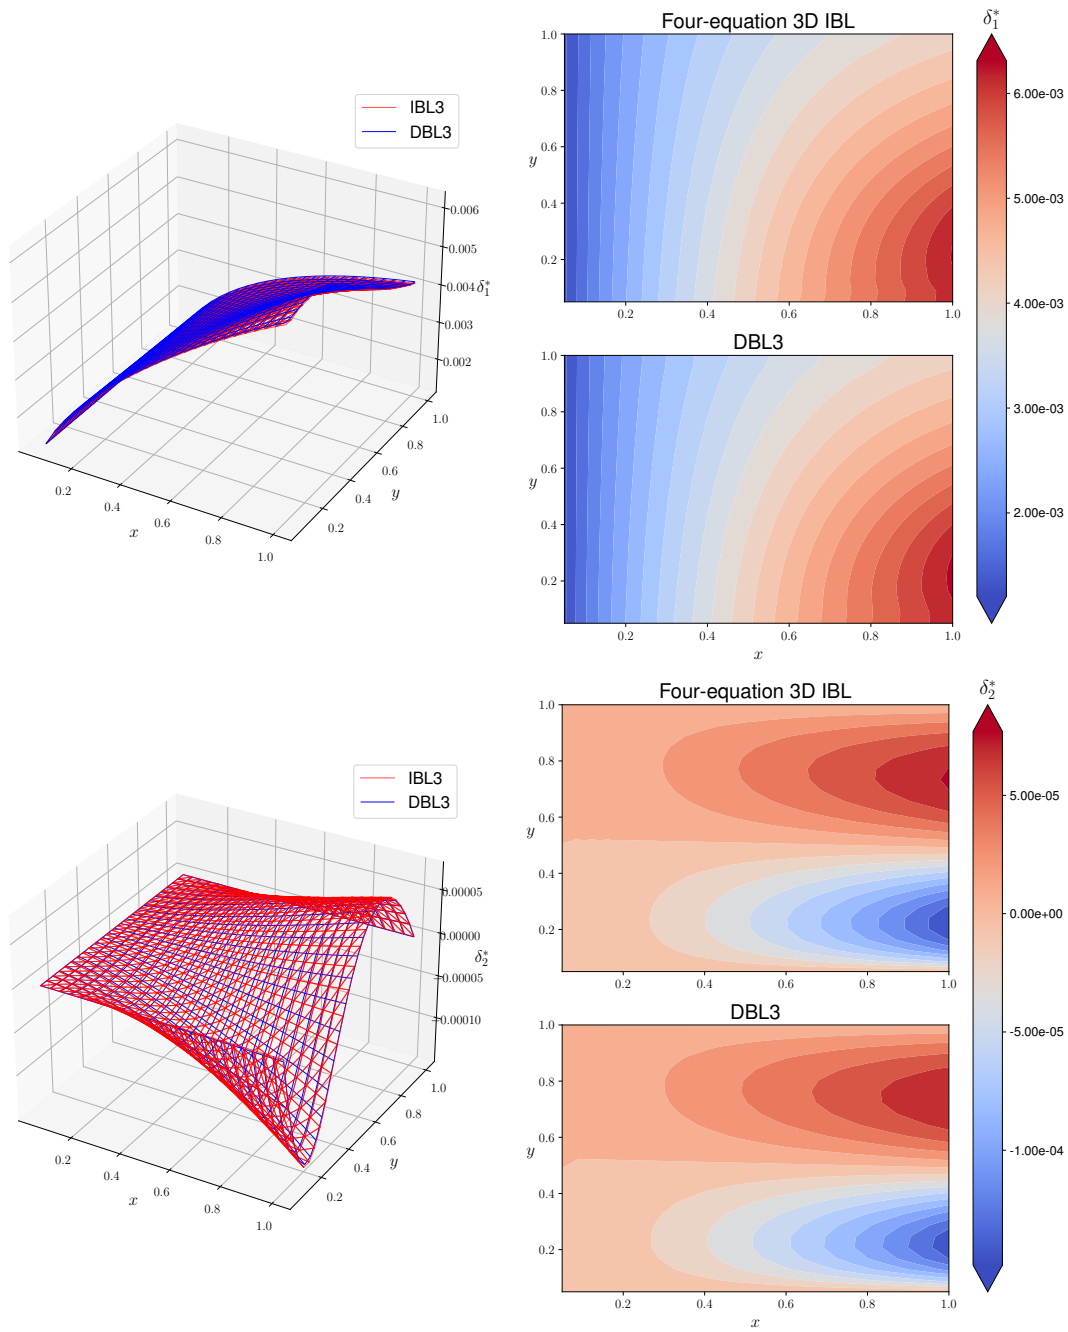 IBL3
DBL3
0.006
0.005
0.004
δ₁*
0.003
0.002
1.0
0.8
0.6
0.4
0.2
y
0.2
0.4
0.6
0.8
1.0
x
Four-equation 3D IBL
1.0
0.8
0.6
0.4
0.2
y
0.2 0.4 0.6 0.8 1.0
DBL3
1.0
0.8
0.6
0.4
0.2
y
0.2 0.4 0.6 0.8 1.0
x
δ₁*
6.00e-03
5.00e-03
4.00e-03
3.00e-03
2.00e-03
IBL3
DBL3
0.00005
0.00000
δ₂*
0.00005
0.00010
1.0
0.8
0.6
0.4
0.2
y
0.2
0.4
0.6
0.8
1.0
x
Four-equation 3D IBL
1.0
0.8
0.6
0.4
0.2
y
0.2 0.4 0.6 0.8 1.0
DBL3
1.0
0.8
0.6
0.4
0.2
y
0.2 0.4 0.6 0.8 1.0
x
δ₂*
5.00e-05
0.00e+00
-5.00e-05
-1.00e-04